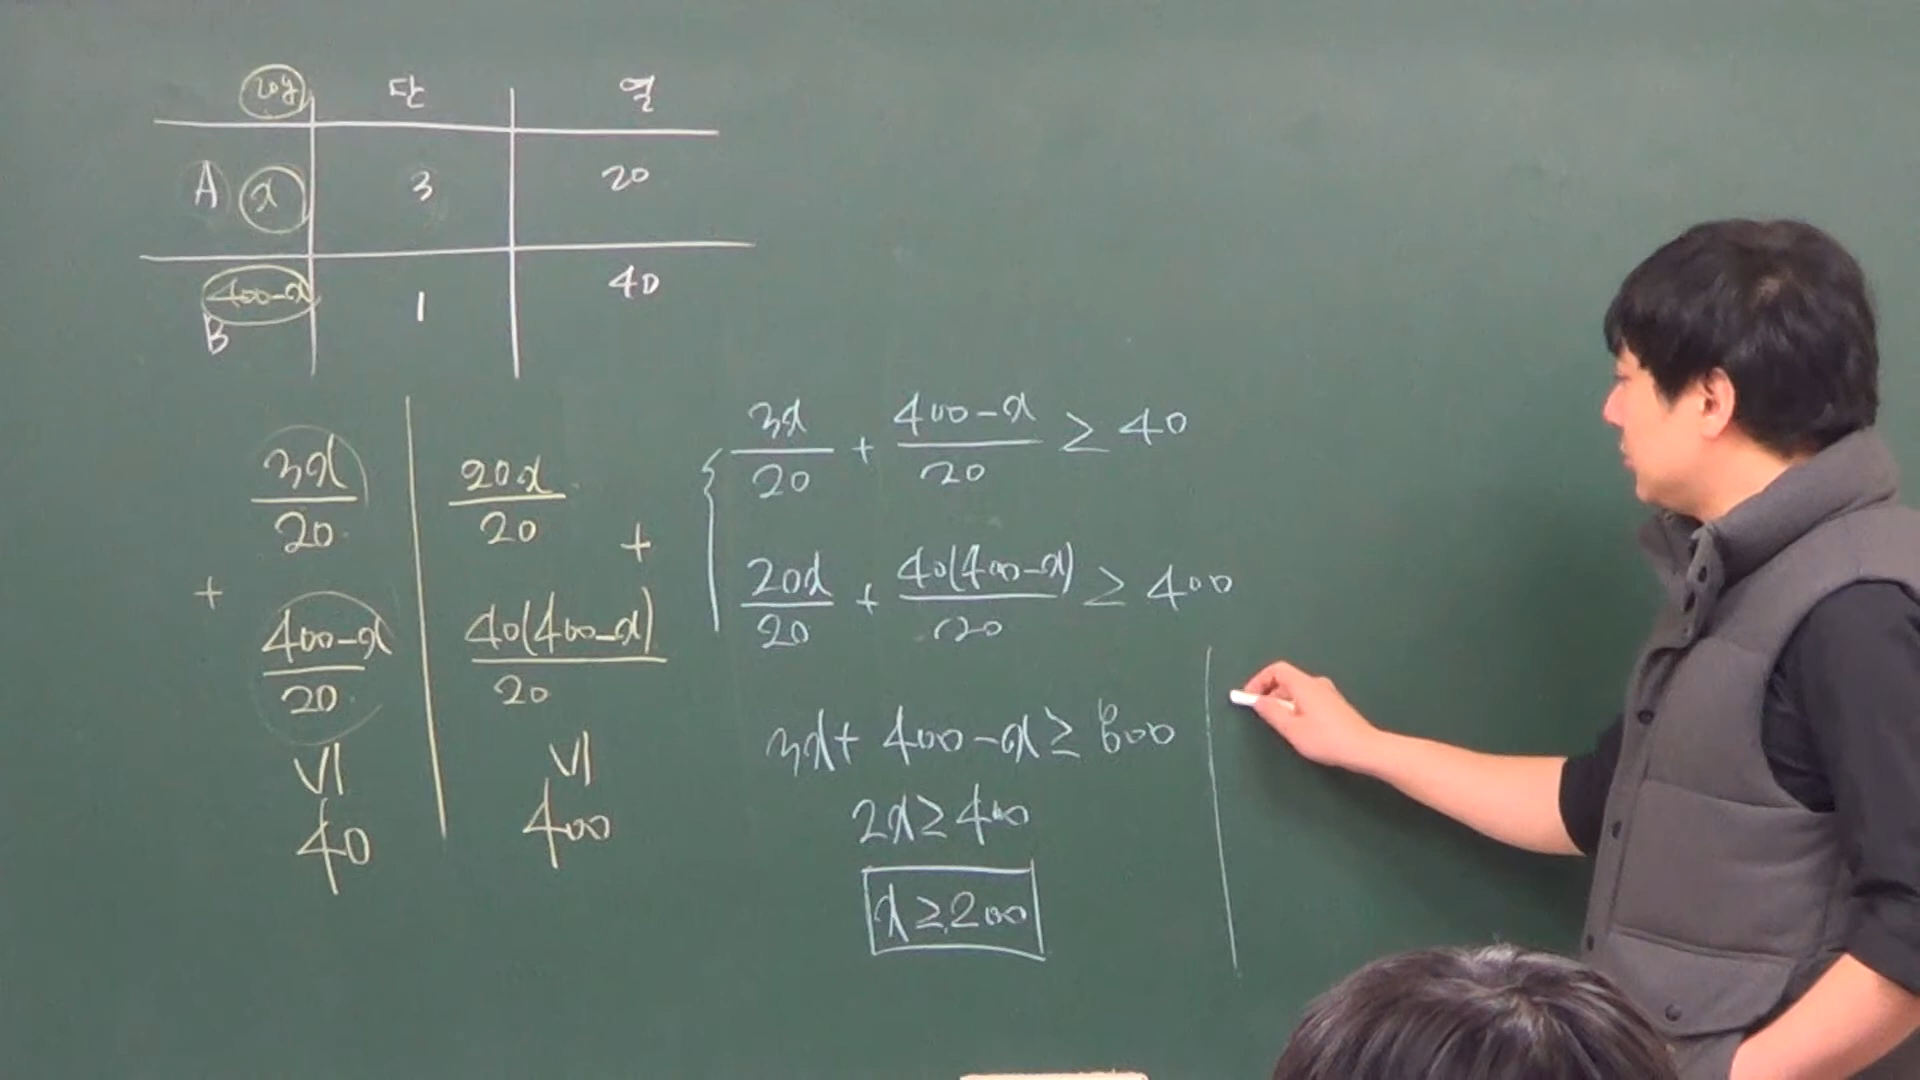 20g 단 열
A x 3 20
400-x 1 40
B
3x/20 + 400-x/20 ≥ 40
20x/20 + 40(400-x)/20 ≥ 400
{ 3x/20 + 400-x/20 ≥ 40
20x/20 + 40(400-x)/20 ≥ 400
3x+400-x≥800
2x≥400
x≥200